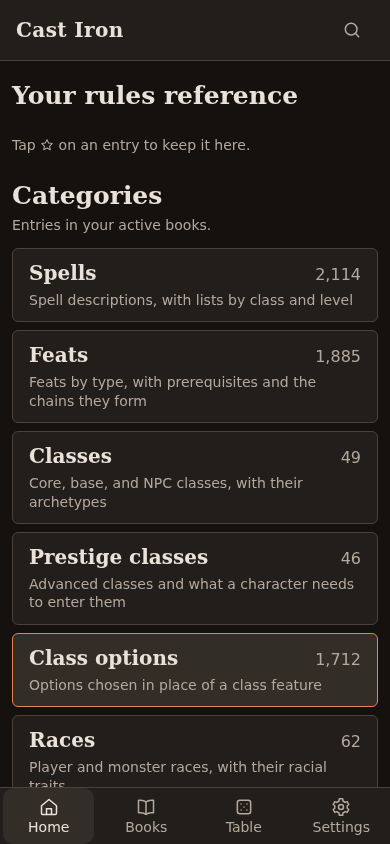 Cast Iron
Your rules reference
Tap ☆ on an entry to keep it here.
Categories
Entries in your active books.
Spells 2,114
Spell descriptions, with lists by class and level
Feats 1,885
Feats by type, with prerequisites and the
chains they form
Classes 49
Core, base, and NPC classes, with their
archetypes
Prestige classes 46
Advanced classes and what a character needs
to enter them
Class options 1,712
Options chosen in place of a class feature
Races 62
Player and monster races, with their racial
traits
Home Books Table Settings